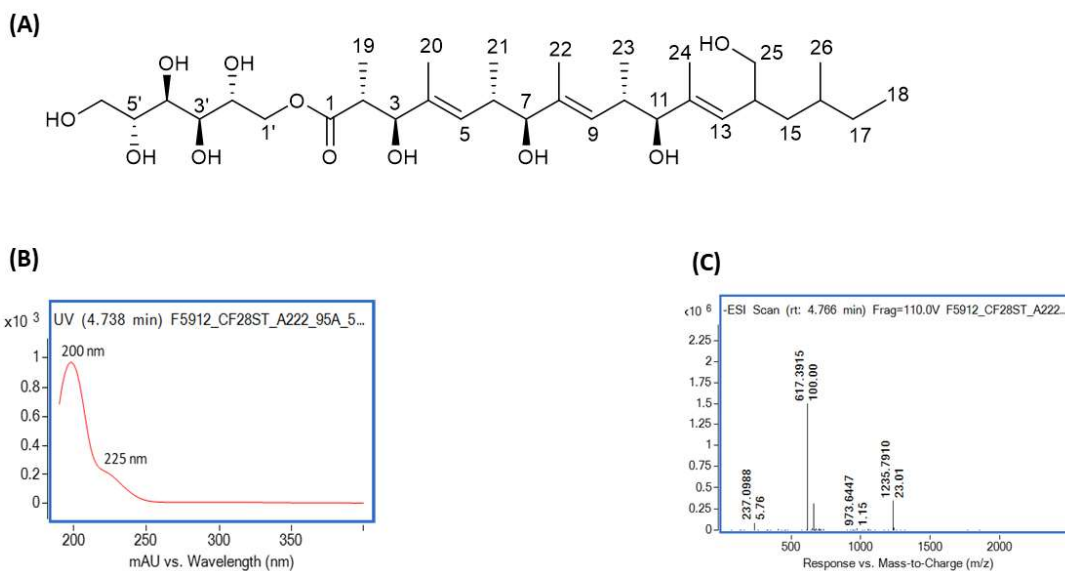 (A)
19 20 21 22 23 24 HO 25 26
OH OH
5' 3' O 1 3 7 11 18
HO 1' 5 9 13 15 17
OH OH O OH OH OH
(B)
UV (4.738 min) F5912_CF28ST_A222_95A_5...
x10 3
200 nm
1
0.8
0.6
0.4
225 nm
0.2
0
200 250 300 350
mAU vs. Wavelength (nm)
(C)
-ESI Scan (rt: 4.766 min) Frag=110.0V F5912_CF28ST_A222...
x10 6
2.25
2
1.75
1.5
1.25
1
0.75
0.5
0.25
0
617.3915
100.00
1235.7910
23.01
237.0988
5.76
973.6447
1.15
500 1000 1500 2000
Response vs. Mass-to-Charge (m/z)